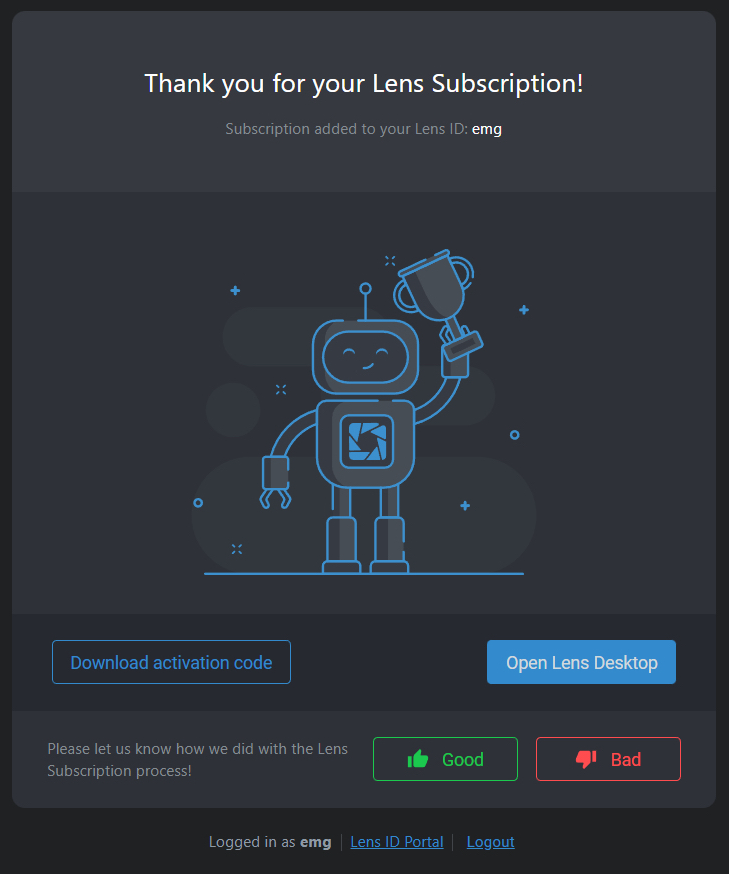 Thank you for your Lens Subscription!
Subscription added to your Lens ID: emg
Download activation code
Open Lens Desktop
Please let us know how we did with the Lens
Subscription process!
Good
Bad
Logged in as emg
Lens ID Portal
Logout